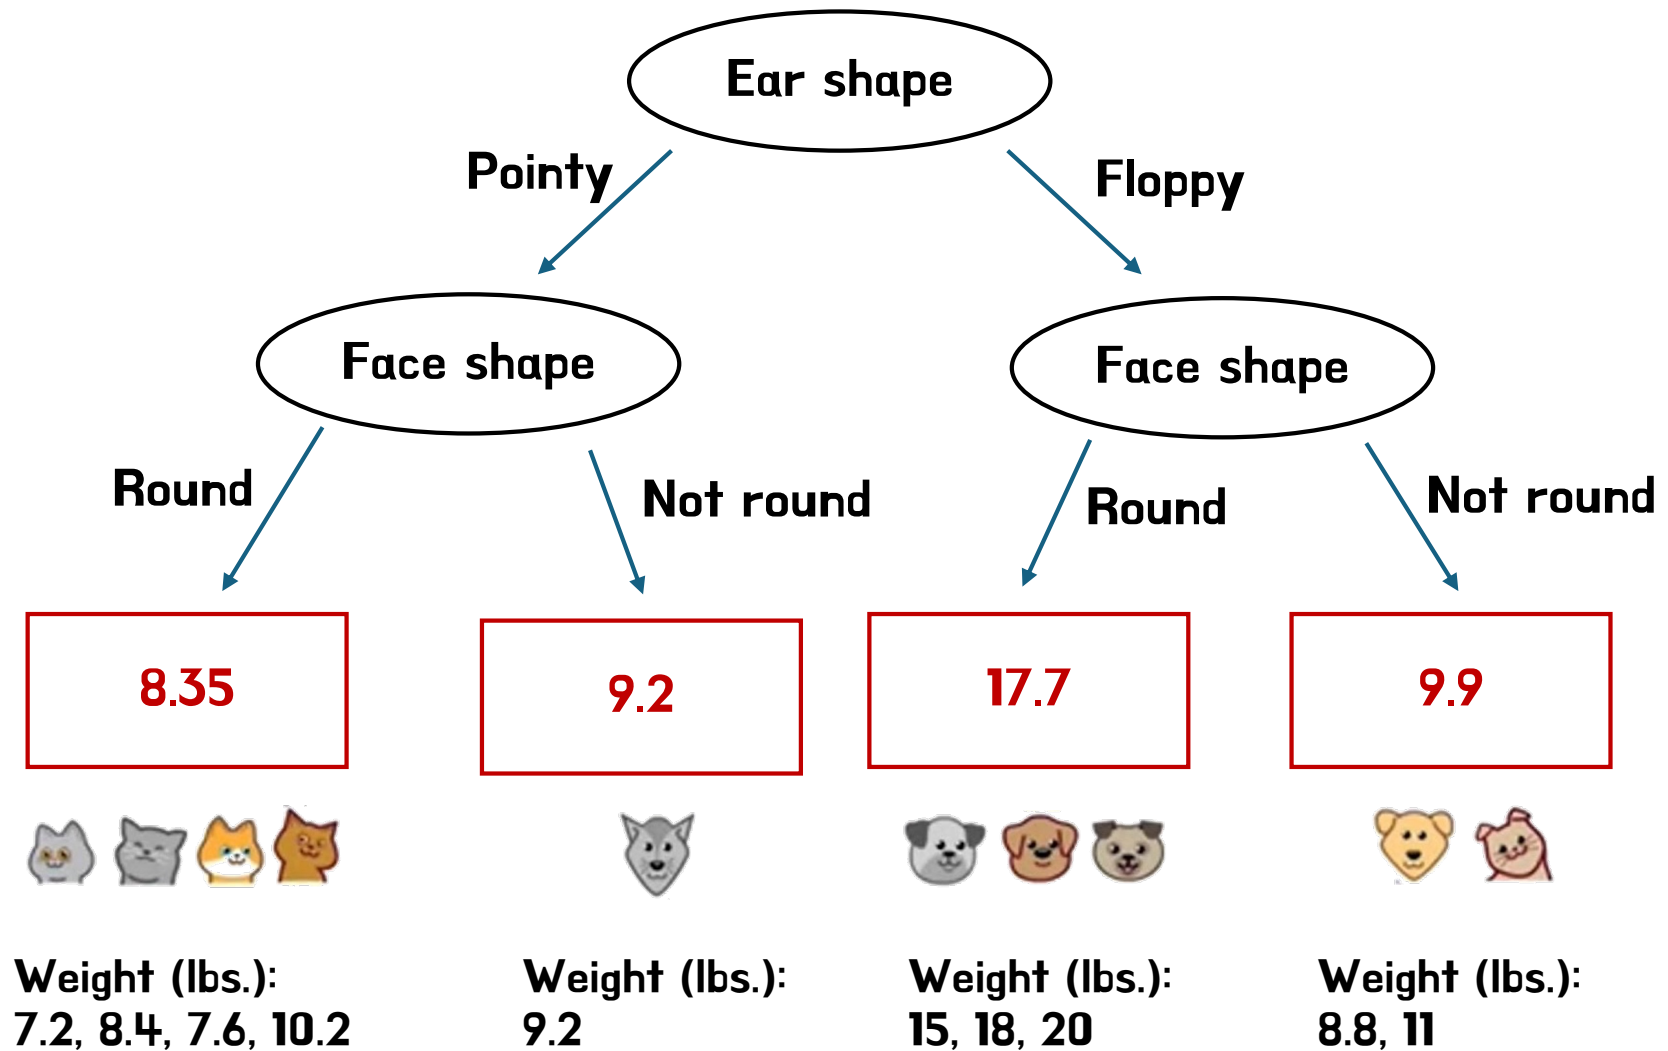 Ear shape
Pointy
Floppy
Face shape
Face shape
Round
Not round
Round
Not round
8.35
9.2
17.7
9.9
Weight (lbs.):
7.2, 8.4, 7.6, 10.2
Weight (lbs.):
9.2
Weight (lbs.):
15, 18, 20
Weight (lbs.):
8.8, 11